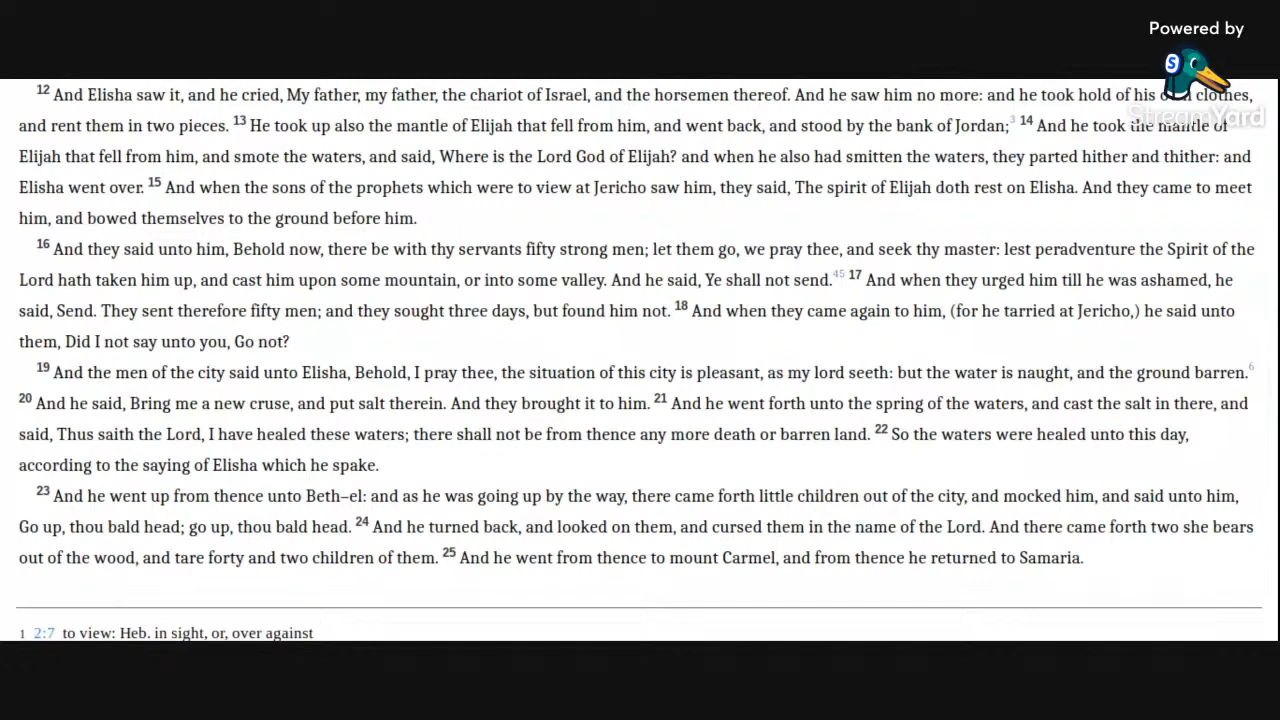 Powered by
StreamYard
12 And Elisha saw it, and he cried, My father, my father, the chariot of Israel, and the horsemen thereof. And he saw him no more: and he took hold of his own clothes,
and rent them in two pieces. 13 He took up also the mantle of Elijah that fell from him, and went back, and stood by the bank of Jordan;3 14 And he took the mantle of
Elijah that fell from him, and smote the waters, and said, Where is the Lord God of Elijah? and when he also had smitten the waters, they parted hither and thither: and
Elisha went over. 15 And when the sons of the prophets which were to view at Jericho saw him, they said, The spirit of Elijah doth rest on Elisha. And they came to meet
him, and bowed themselves to the ground before him.
16 And they said unto him, Behold now, there be with thy servants fifty strong men; let them go, we pray thee, and seek thy master: lest peradventure the Spirit of the
Lord hath taken him up, and cast him upon some mountain, or into some valley. And he said, Ye shall not send.45 17 And when they urged him till he was ashamed, he
said, Send. They sent therefore fifty men; and they sought three days, but found him not. 18 And when they came again to him, (for he tarried at Jericho,) he said unto
them, Did I not say unto you, Go not?
19 And the men of the city said unto Elisha, Behold, I pray thee, the situation of this city is pleasant, as my lord seeth: but the water is naught, and the ground barren.6
20 And he said, Bring me a new cruse, and put salt therein. And they brought it to him. 21 And he went forth unto the spring of the waters, and cast the salt in there, and
said, Thus saith the Lord, I have healed these waters; there shall not be from thence any more death or barren land. 22 So the waters were healed unto this day,
according to the saying of Elisha which he spake.
23 And he went up from thence unto Beth–el: and as he was going up by the way, there came forth little children out of the city, and mocked him, and said unto him,
Go up, thou bald head; go up, thou bald head. 24 And he turned back, and looked on them, and cursed them in the name of the Lord. And there came forth two she bears
out of the wood, and tare forty and two children of them. 25 And he went from thence to mount Carmel, and from thence he returned to Samaria.
1 2:7 to view: Heb. in sight, or, over against